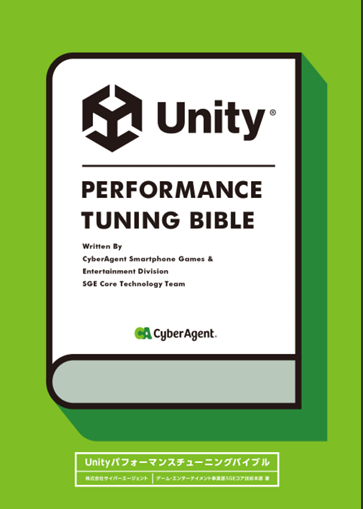 Unity®
PERFORMANCE
TUNING BIBLE
Written By
CyberAgent Smartphone Games &
Entertainment Division
SGE Core Technology Team
CA CyberAgent®
Unityパフォーマンスチューニングバイブル
株式会社サイバーエージェント ゲーム・エンターテイメント事業部SGEコア技術本部 著